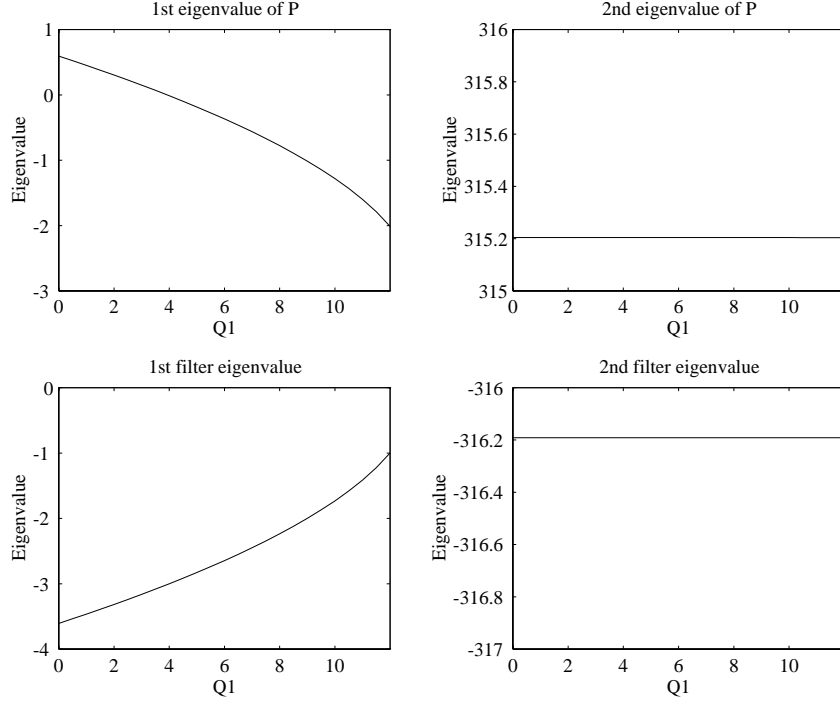 1st eigenvalue of P
1
0
-1
-2
-3
Eigenvalue
0 2 4 6 8 10
Q1
2nd eigenvalue of P
316
315.8
315.6
315.4
315.2
315
Eigenvalue
0 2 4 6 8 10
Q1
1st filter eigenvalue
0
-1
-2
-3
-4
Eigenvalue
0 2 4 6 8 10
Q1
2nd filter eigenvalue
-316
-316.2
-316.4
-316.6
-316.8
-317
Eigenvalue
0 2 4 6 8 10
Q1